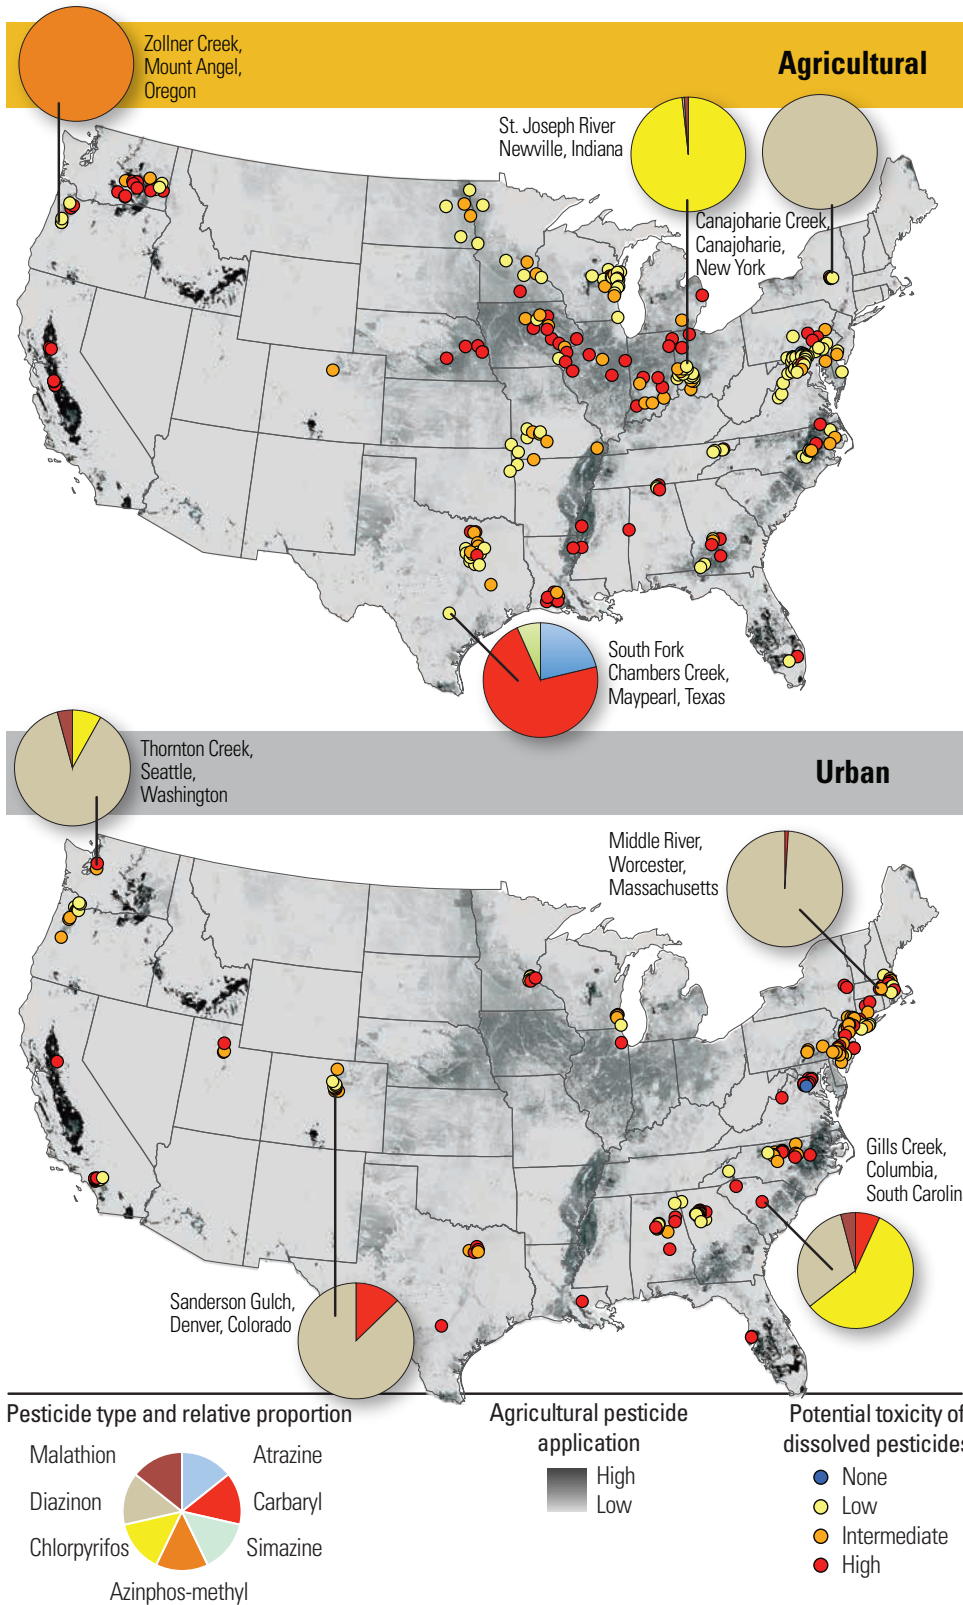 Zollner Creek,
Mount Angel,
Oregon
Agricultural
St. Joseph River
Newville, Indiana
Canajoharie Creek,
Canajoharie,
New York
South Fork
Chambers Creek,
Maypearl, Texas
Thornton Creek,
Seattle,
Washington
Urban
Middle River,
Worcester,
Massachusetts
Gills Creek,
Columbia,
South Carolin
Sanderson Gulch,
Denver, Colorado
Pesticide type and relative proportion
Malathion
Atrazine
Diazinon
Carbaryl
Chlorpyrifos
Simazine
Azinphos-methyl
Agricultural pesticide
application
High
Low
Potential toxicity of
dissolved pesticides
None
Low
Intermediate
High